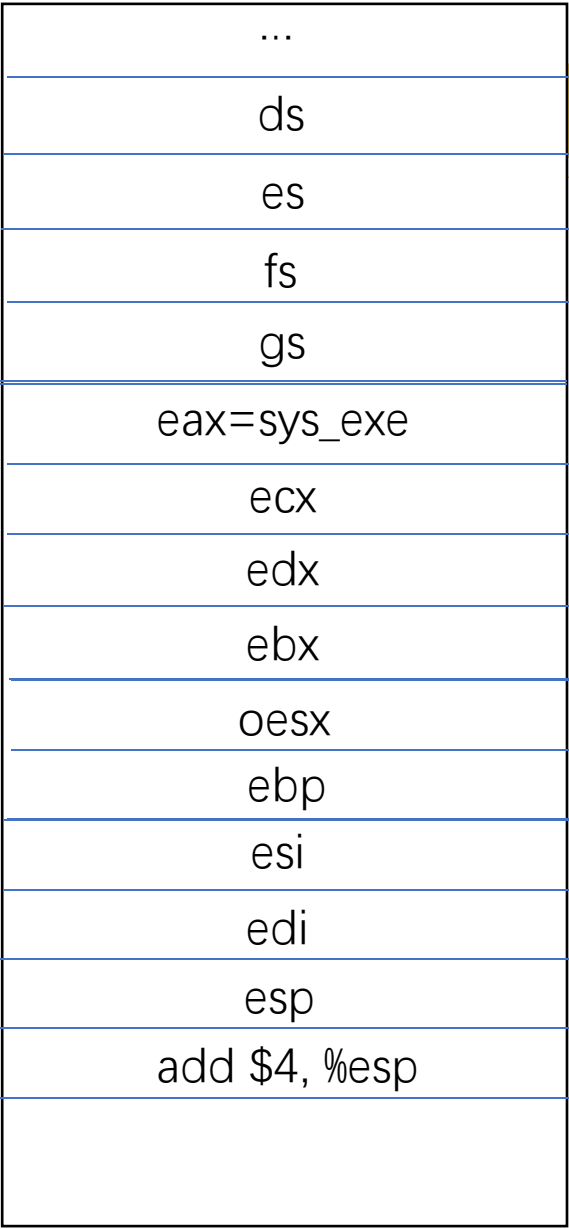 ...
ds
es
fs
gs
eax=sys_exe
ecx
edx
ebx
oesx
ebp
esi
edi
esp
add $4, %esp